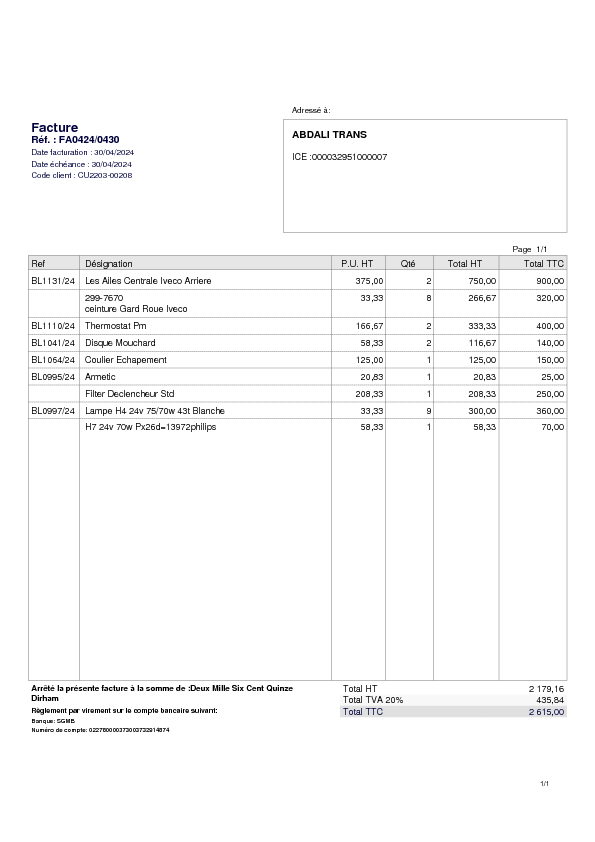 Adressé à:
Facture
Réf. : FA0424/0430
Date facturation : 30/04/2024
Date échéance : 30/04/2024
Code client : CU2203-00208
ABDALI TRANS
ICE :000032951000007
Page 1/1
Ref Désignation P.U. HT Qté Total HT Total TTC
BL1131/24 Les Alles Centrale Iveco Arriere 375,00 2 750,00 900,00
299-7670 33,33 8 266,67 320,00
ceinture Gard Roue Iveco
BL1110/24 Thermostat Pm 166,67 2 333,33 400,00
BL1041/24 Disque Mouchard 58,33 2 116,67 140,00
BL1064/24 Coulier Echapement 125,00 1 125,00 150,00
BL0995/24 Armetic 20,83 1 20,83 25,00
Filter Declencheur Std 208,33 1 208,33 250,00
BL0997/24 Lampe H4 24v 75/70w 43t Blanche 33,33 9 300,00 360,00
H7 24v 70w Px26d=13972philips 58,33 1 58,33 70,00
Arrêté la présente facture à la somme de :Deux Mille Six Cent Quinze
Dirham
Règlement par virement sur le compte bancaire suivant:
Banque: SGMB
Numéro de compte:
Total HT 2 179,16
Total TVA 20% 435,84
Total TTC 2 615,00
1/1